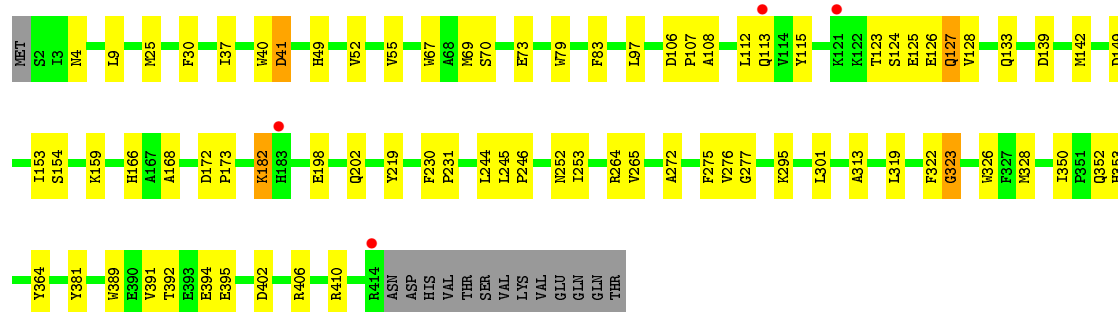 MET S2 I3 N4 I9 M25 F30 I37 W40 D41 H49 V52 V55 W67 A68 M69 S70 E73 W79 F83 L97 D106 P107 A108 L112 Q113 V114 Y115 K121 K122 T123 S124 E125 E126 Q127 V128 Q133 D139 M142
I153 S154 K159 H166 A167 A168 D172 P173 K182 H183 E198 Q202 Y219 F230 P231 L244 L245 P246 N252 I253 R264 V265 A272 F275 V276 G277 K295 L301 A313 L319 F322 G323 W326 F327 M328 I350 P351 Q352
Y364 Y381 W389 E390 V391 T392 E393 E394 E395 D402 R406 R410 R414 ASN ASP HIS VAL THR SER VAL LYS VAL GLU GLN GLN THR